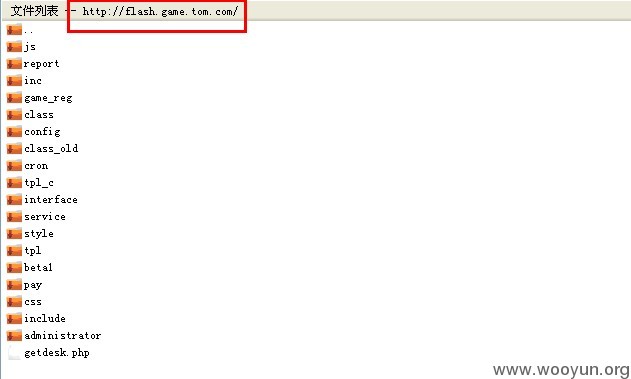 文件列表 -- http://flash.game.tom.com/
..
js
report
inc
game_reg
class
config
class_old
cron
tpl_c
interface
service
style
tpl
beta1
pay
css
include
administrator
getdesk.php
www.wooyun.org